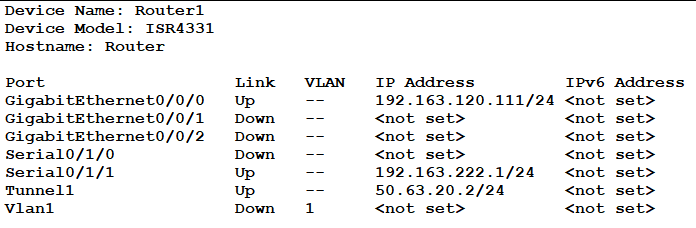 Device Name: Router1
Device Model: ISR4331
Hostname: Router
Port Link VLAN IP Address IPv6 Address
GigabitEthernet0/0/0 Up -- 192.163.120.111/24 <not set>
GigabitEthernet0/0/1 Down -- <not set> <not set>
GigabitEthernet0/0/2 Down -- <not set> <not set>
Serial0/1/0 Down -- <not set> <not set>
Serial0/1/1 Up -- 192.163.222.1/24 <not set>
Tunnel1 Up -- 50.63.20.2/24 <not set>
Vlan1 Down 1 <not set> <not set>